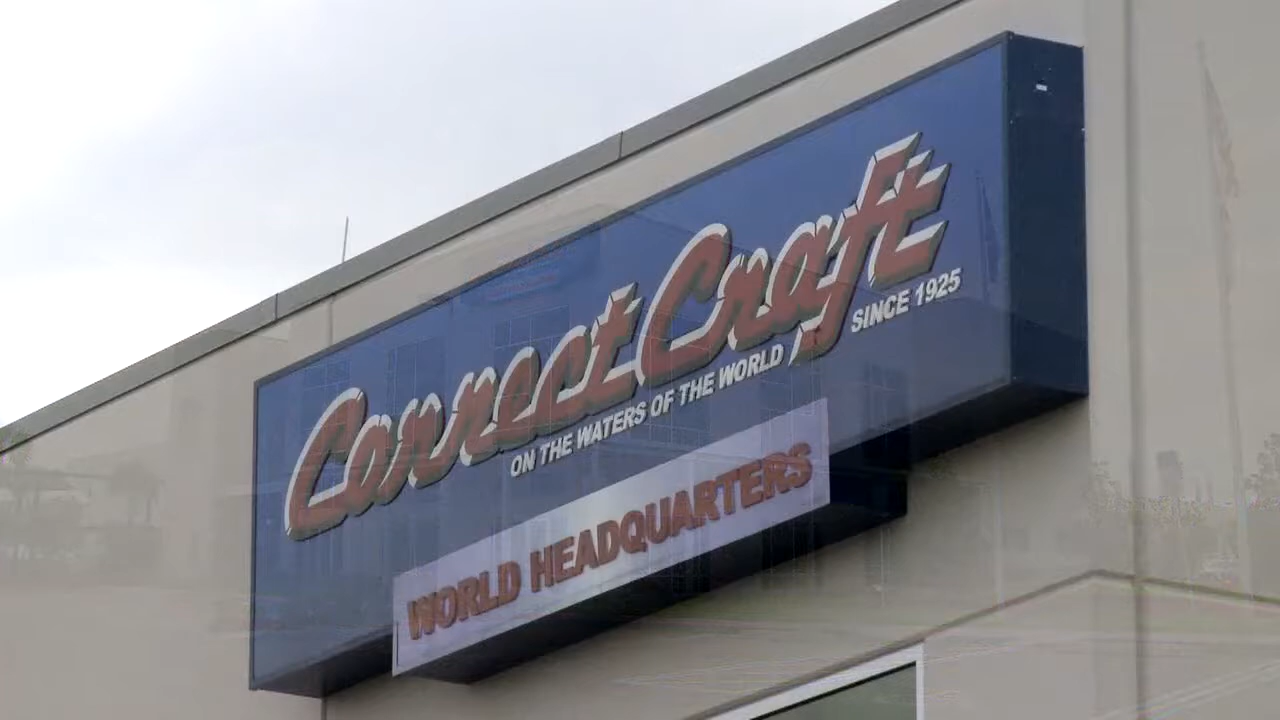 Correct Craft
ON THE WATERS OF THE WORLD SINCE 1925
WORLD HEADQUARTERS